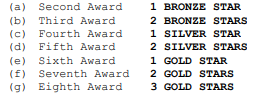 (a) Second Award 1 BRONZE STAR
(b) Third Award 2 BRONZE STARS
(c) Fourth Award 1 SILVER STAR
(d) Fifth Award 2 SILVER STARS
(e) Sixth Award 1 GOLD STAR
(f) Seventh Award 2 GOLD STARS
(g) Eighth Award 3 GOLD STARS